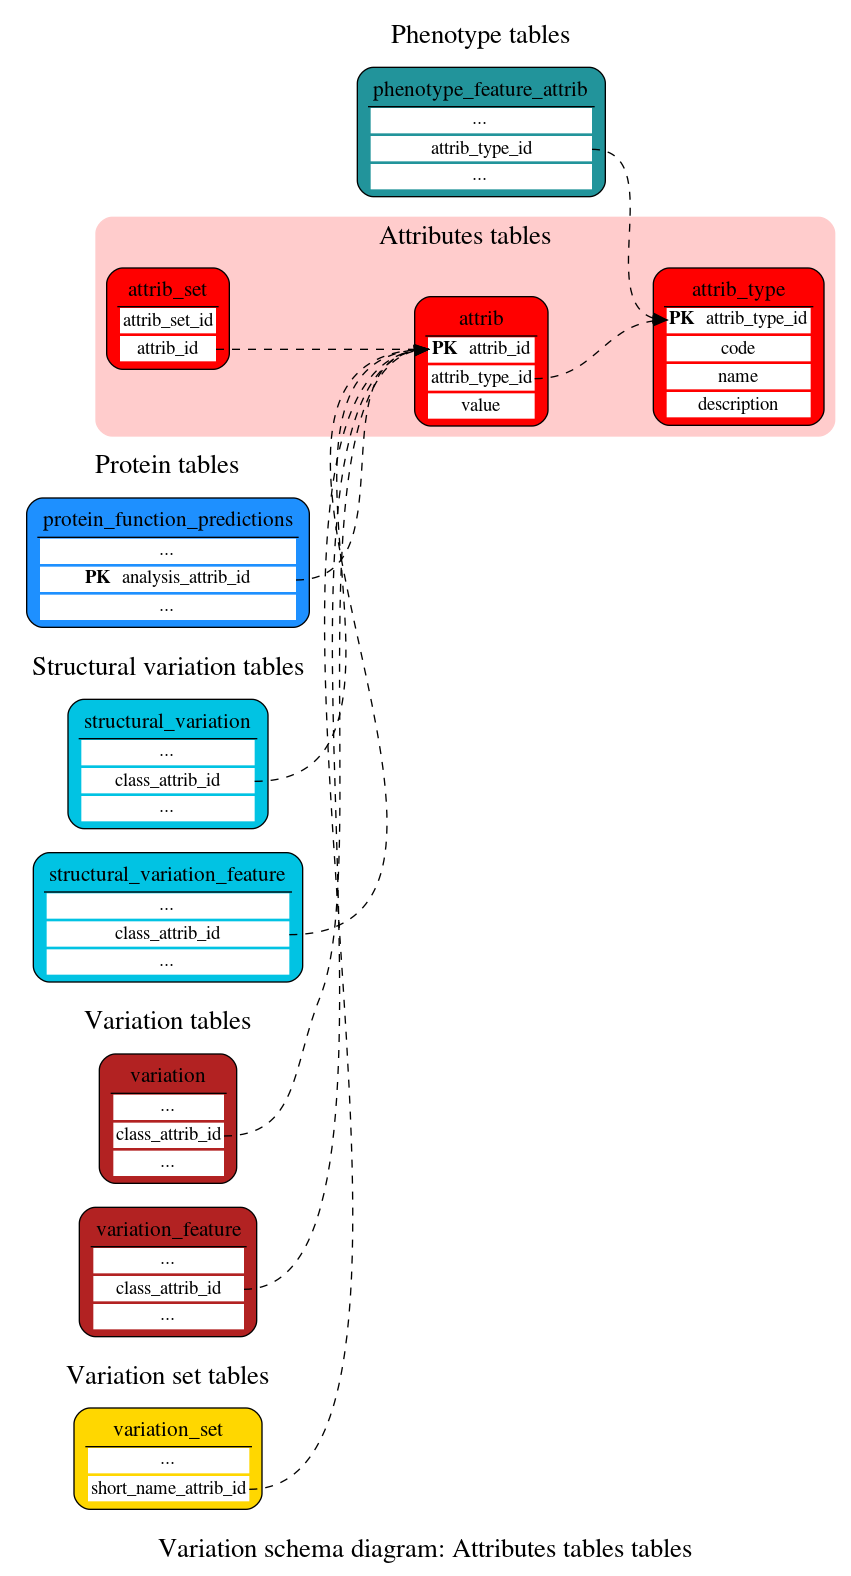 Phenotype tables
phenotype_feature_attrib
...
attrib_type_id
...
Attributes tables
attrib_set
attrib_set_id
attrib_id
attrib
PK attrib_id
attrib_type_id
value
attrib_type
PK attrib_type_id
code
name
description
Protein tables
protein_function_predictions
...
PK analysis_attrib_id
...
Structural variation tables
structural_variation
...
class_attrib_id
...
structural_variation_feature
...
class_attrib_id
...
Variation tables
variation
...
class_attrib_id
...
variation_feature
...
class_attrib_id
...
Variation set tables
variation_set
...
short_name_attrib_id
Variation schema diagram: Attributes tables tables